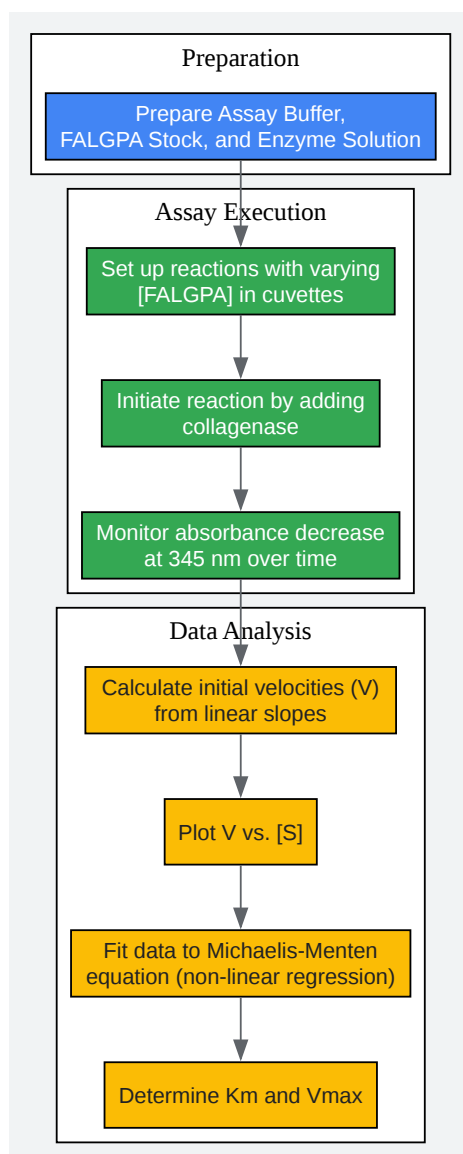 Preparation
Prepare Assay Buffer,
FALGPA Stock, and Enzyme Solution
Assay Execution
Set up reactions with varying
[FALGPA] in cuvettes
Initiate reaction by adding
collagenase
Monitor absorbance decrease
at 345 nm over time
Data Analysis
Calculate initial velocities (V)
from linear slopes
Plot V vs. [S]
Fit data to Michaelis-Menten
equation (non-linear regression)
Determine Km and Vmax